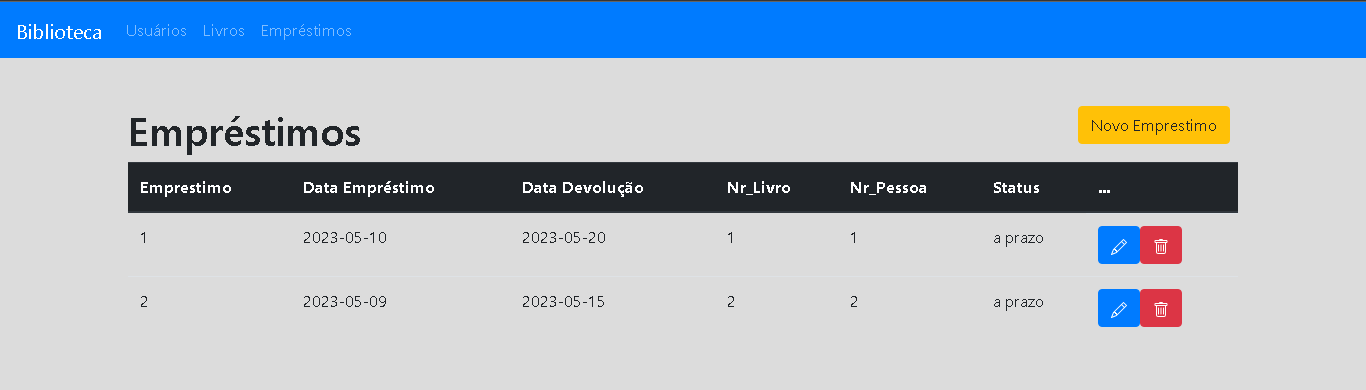 Biblioteca Usuários Livros Empréstimos
Empréstimos
Novo Emprestimo
Emprestimo Data Empréstimo Data Devolução Nr_Livro Nr_Pessoa Status ...
1 2023-05-10 2023-05-20 1 1 a prazo
2 2023-05-09 2023-05-15 2 2 a prazo